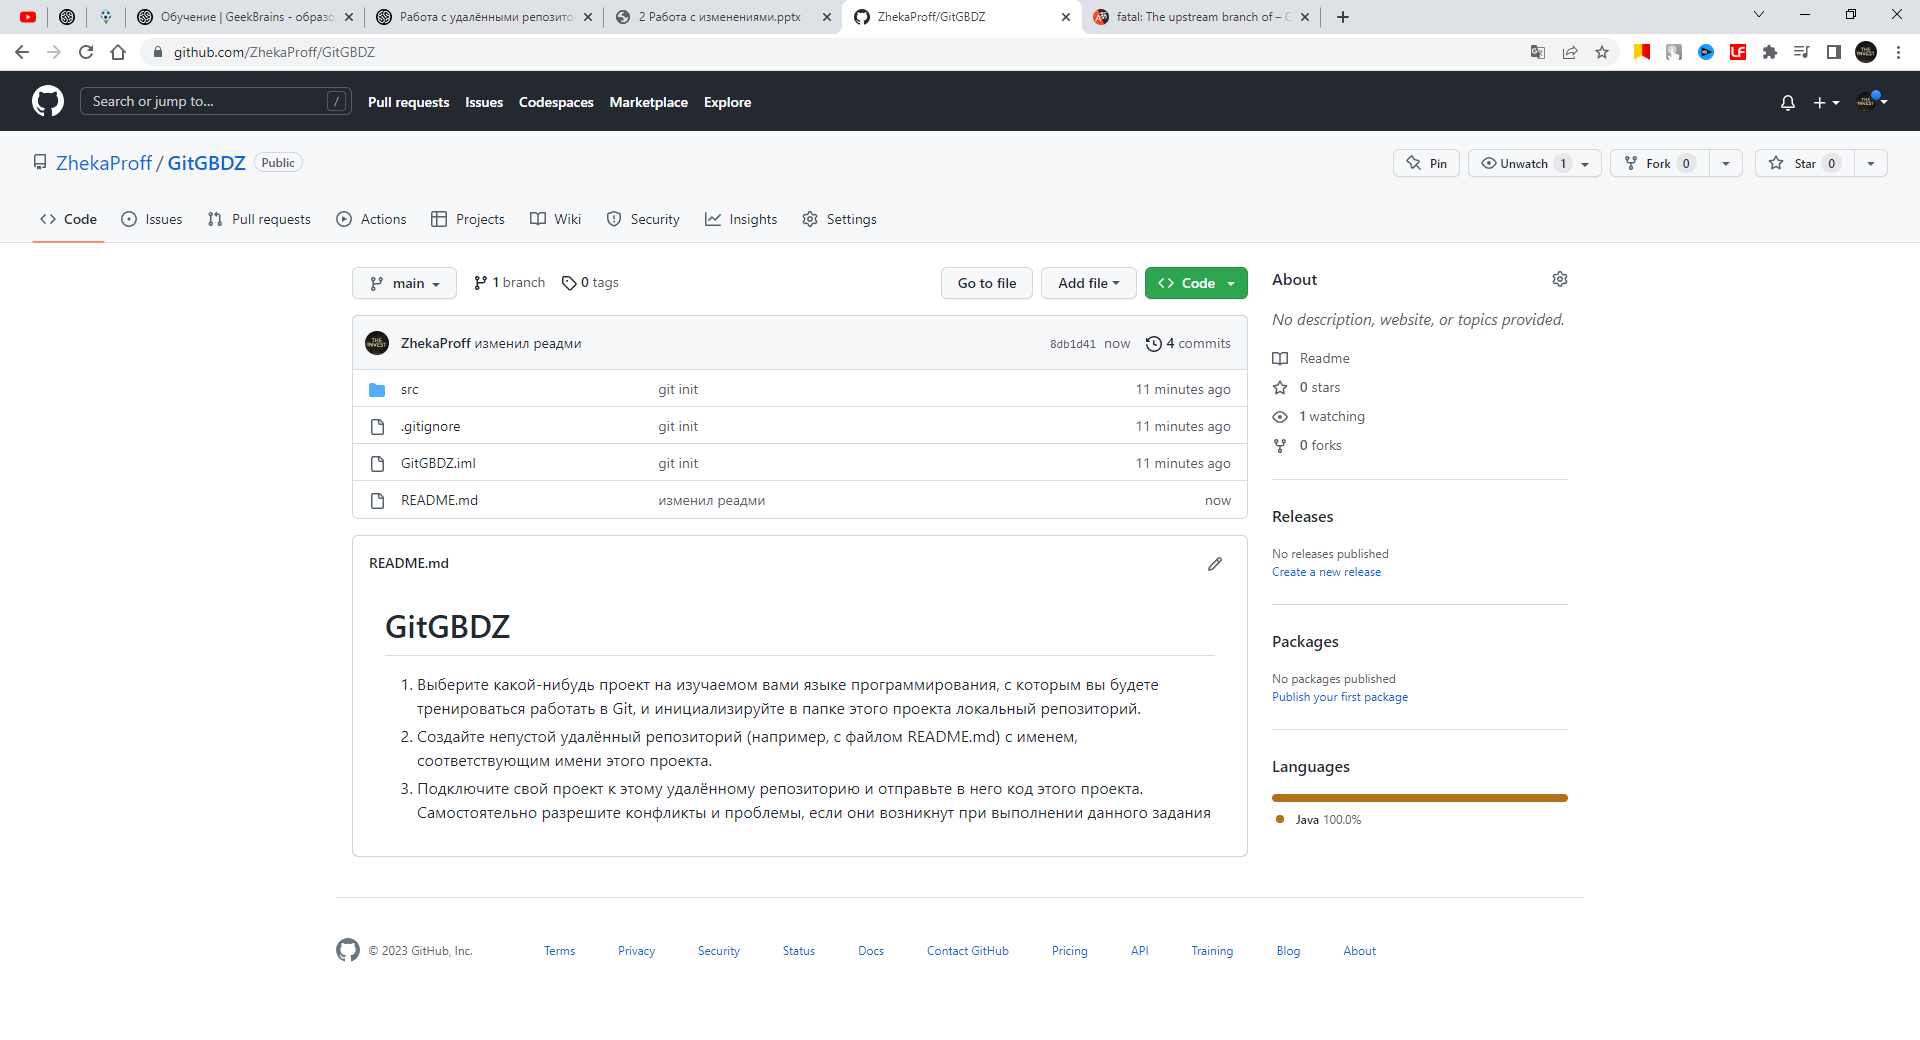 Обучение | GeekBrains - образо
Работа с удалёнными репозито
2 Работа с изменениями.pptx
ZhekaProff/GitGBDZ
fatal: The upstream branch of – С
github.com/ZhekaProff/GitGBDZ
Search or jump to... /
Pull requests Issues Codespaces Marketplace Explore
ZhekaProff / GitGBDZ Public
Pin Unwatch 1 Fork 0 Star 0
Code Issues Pull requests Actions Projects Wiki Security Insights Settings
main 1 branch 0 tags Go to file Add file Code
ZhekaProff изменил реадми 8db1d41 now 4 commits
src git init 11 minutes ago
.gitignore git init 11 minutes ago
GitGBDZ.iml git init 11 minutes ago
README.md изменил реадми now
README.md
GitGBDZ
1. Выберите какой-нибудь проект на изучаемом вами языке программирования, с которым вы будете
тренироваться работать в Git, и инициализируйте в папке этого проекта локальный репозиторий.
2. Создайте непустой удалённый репозиторий (например, с файлом README.md) с именем,
соответствующим имени этого проекта.
3. Подключите свой проект к этому удалённому репозиторию и отправьте в него код этого проекта.
Самостоятельно разрешите конфликты и проблемы, если они возникнут при выполнении данного задания
About
No description, website, or topics provided.
Readme
0 stars
1 watching
0 forks
Releases
No releases published
Create a new release
Packages
No packages published
Publish your first package
Languages
Java 100.0%
© 2023 GitHub, Inc. Terms Privacy Security Status Docs Contact GitHub Pricing API Training Blog About